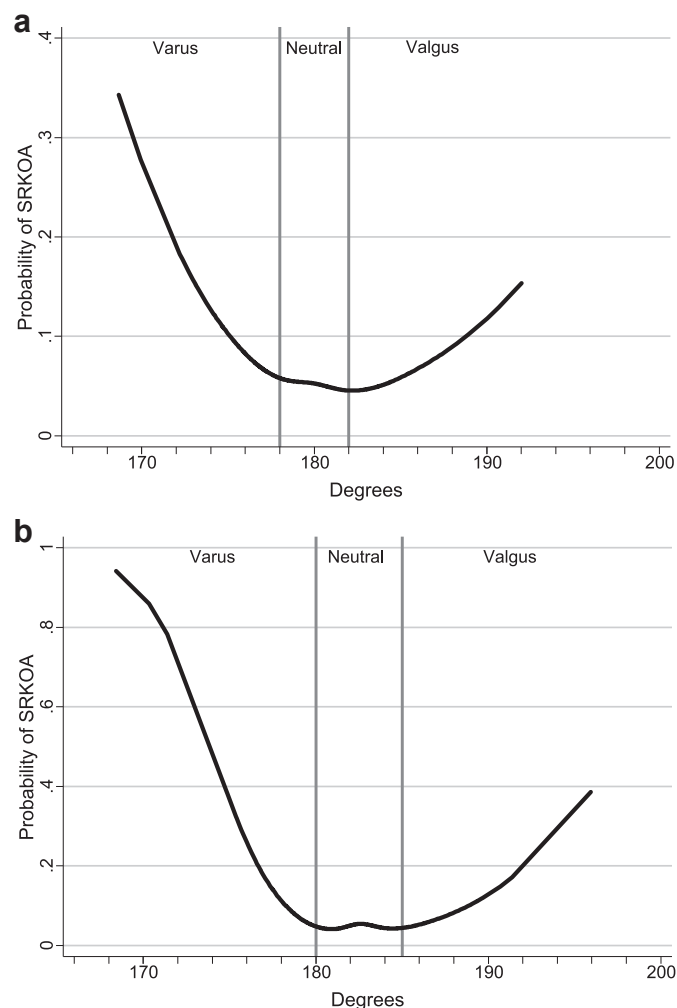 a
Varus Neutral Valgus
.4
.3
.2
.1
0
Probability of SRKOA
170 180 190 200
Degrees
b
Varus Neutral Valgus
1
.8
.6
.4
.2
0
Probability of SRKOA
170 180 190 200
Degrees